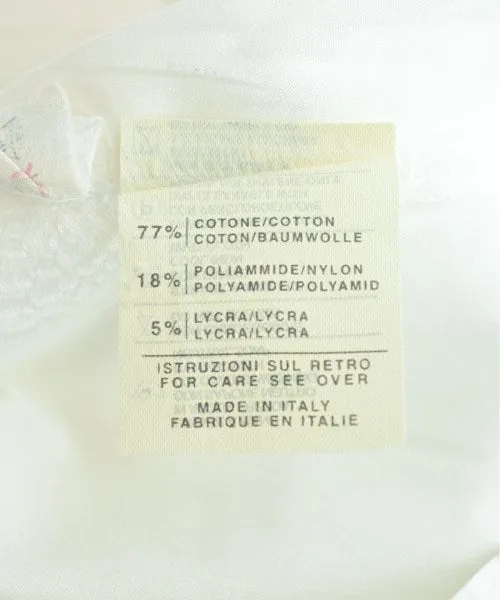 77% COTONE/COTTON
COTON/BAUMWOLLE
18% POLIAMMIDE/NYLON
POLYAMIDE/POLYAMID
5% LYCRA/LYCRA
LYCRA/LYCRA
ISTRUZIONI SUL RETRO
FOR CARE SEE OVER
MADE IN ITALY
FABRIQUE EN ITALIE